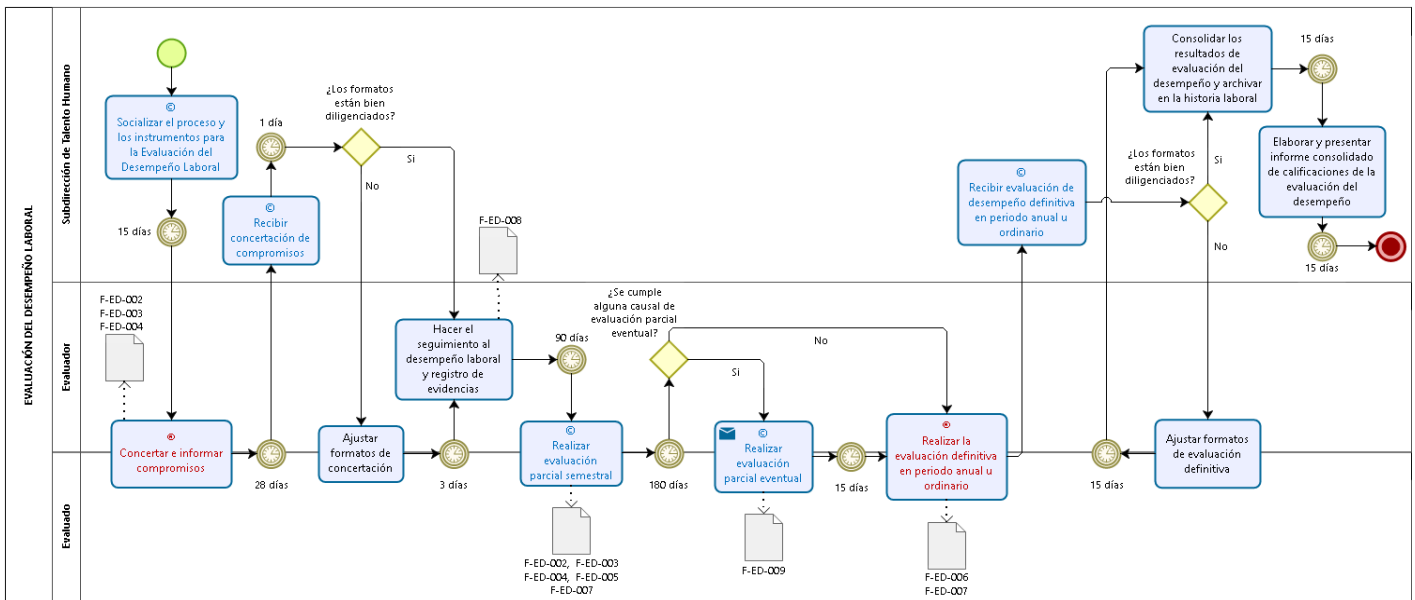 EVALUACIÓN DEL DESEMPEÑO LABORAL
Subdirección de Talento Humano
Evaluador
Evaluado
©
Socializar el proceso y
los instrumentos para
la Evaluación del
Desempeño Laboral
15 días
F-ED-002
F-ED-003
F-ED-004
®
Concertar e informar
compromisos
28 días
©
Recibir
concertación de
compromisos
1 día
¿Los formatos
están bien
diligenciados?
Si
No
Ajustar
formatos de
concertación
3 días
F-ED-008
Hacer el
seguimiento al
desempeño laboral
y registro de
evidencias
90 días
©
Realizar
evaluación
parcial semestral
F-ED-002, F-ED-003
F-ED-004, F-ED-005
F-ED-007
180 días
¿Se cumple
alguna causal de
evaluación parcial
eventual?
No
Si
©
Realizar
evaluación
parcial eventual
F-ED-009
15 días
®
Realizar la
evaluación definitiva
en periodo anual u
ordinario
F-ED-006
F-ED-007
©
Recibir evaluación de
desempeño definitiva
en periodo anual u
ordinario
¿Los formatos
están bien
diligenciados?
Si
No
Ajustar formatos
de evaluación
definitiva
15 días
Consolidar los
resultados de
evaluación del
desempeño y archivar
en la historia laboral
15 días
Elaborar y presentar
informe consolidado
de calificaciones de la
evaluación del
desempeño
15 días